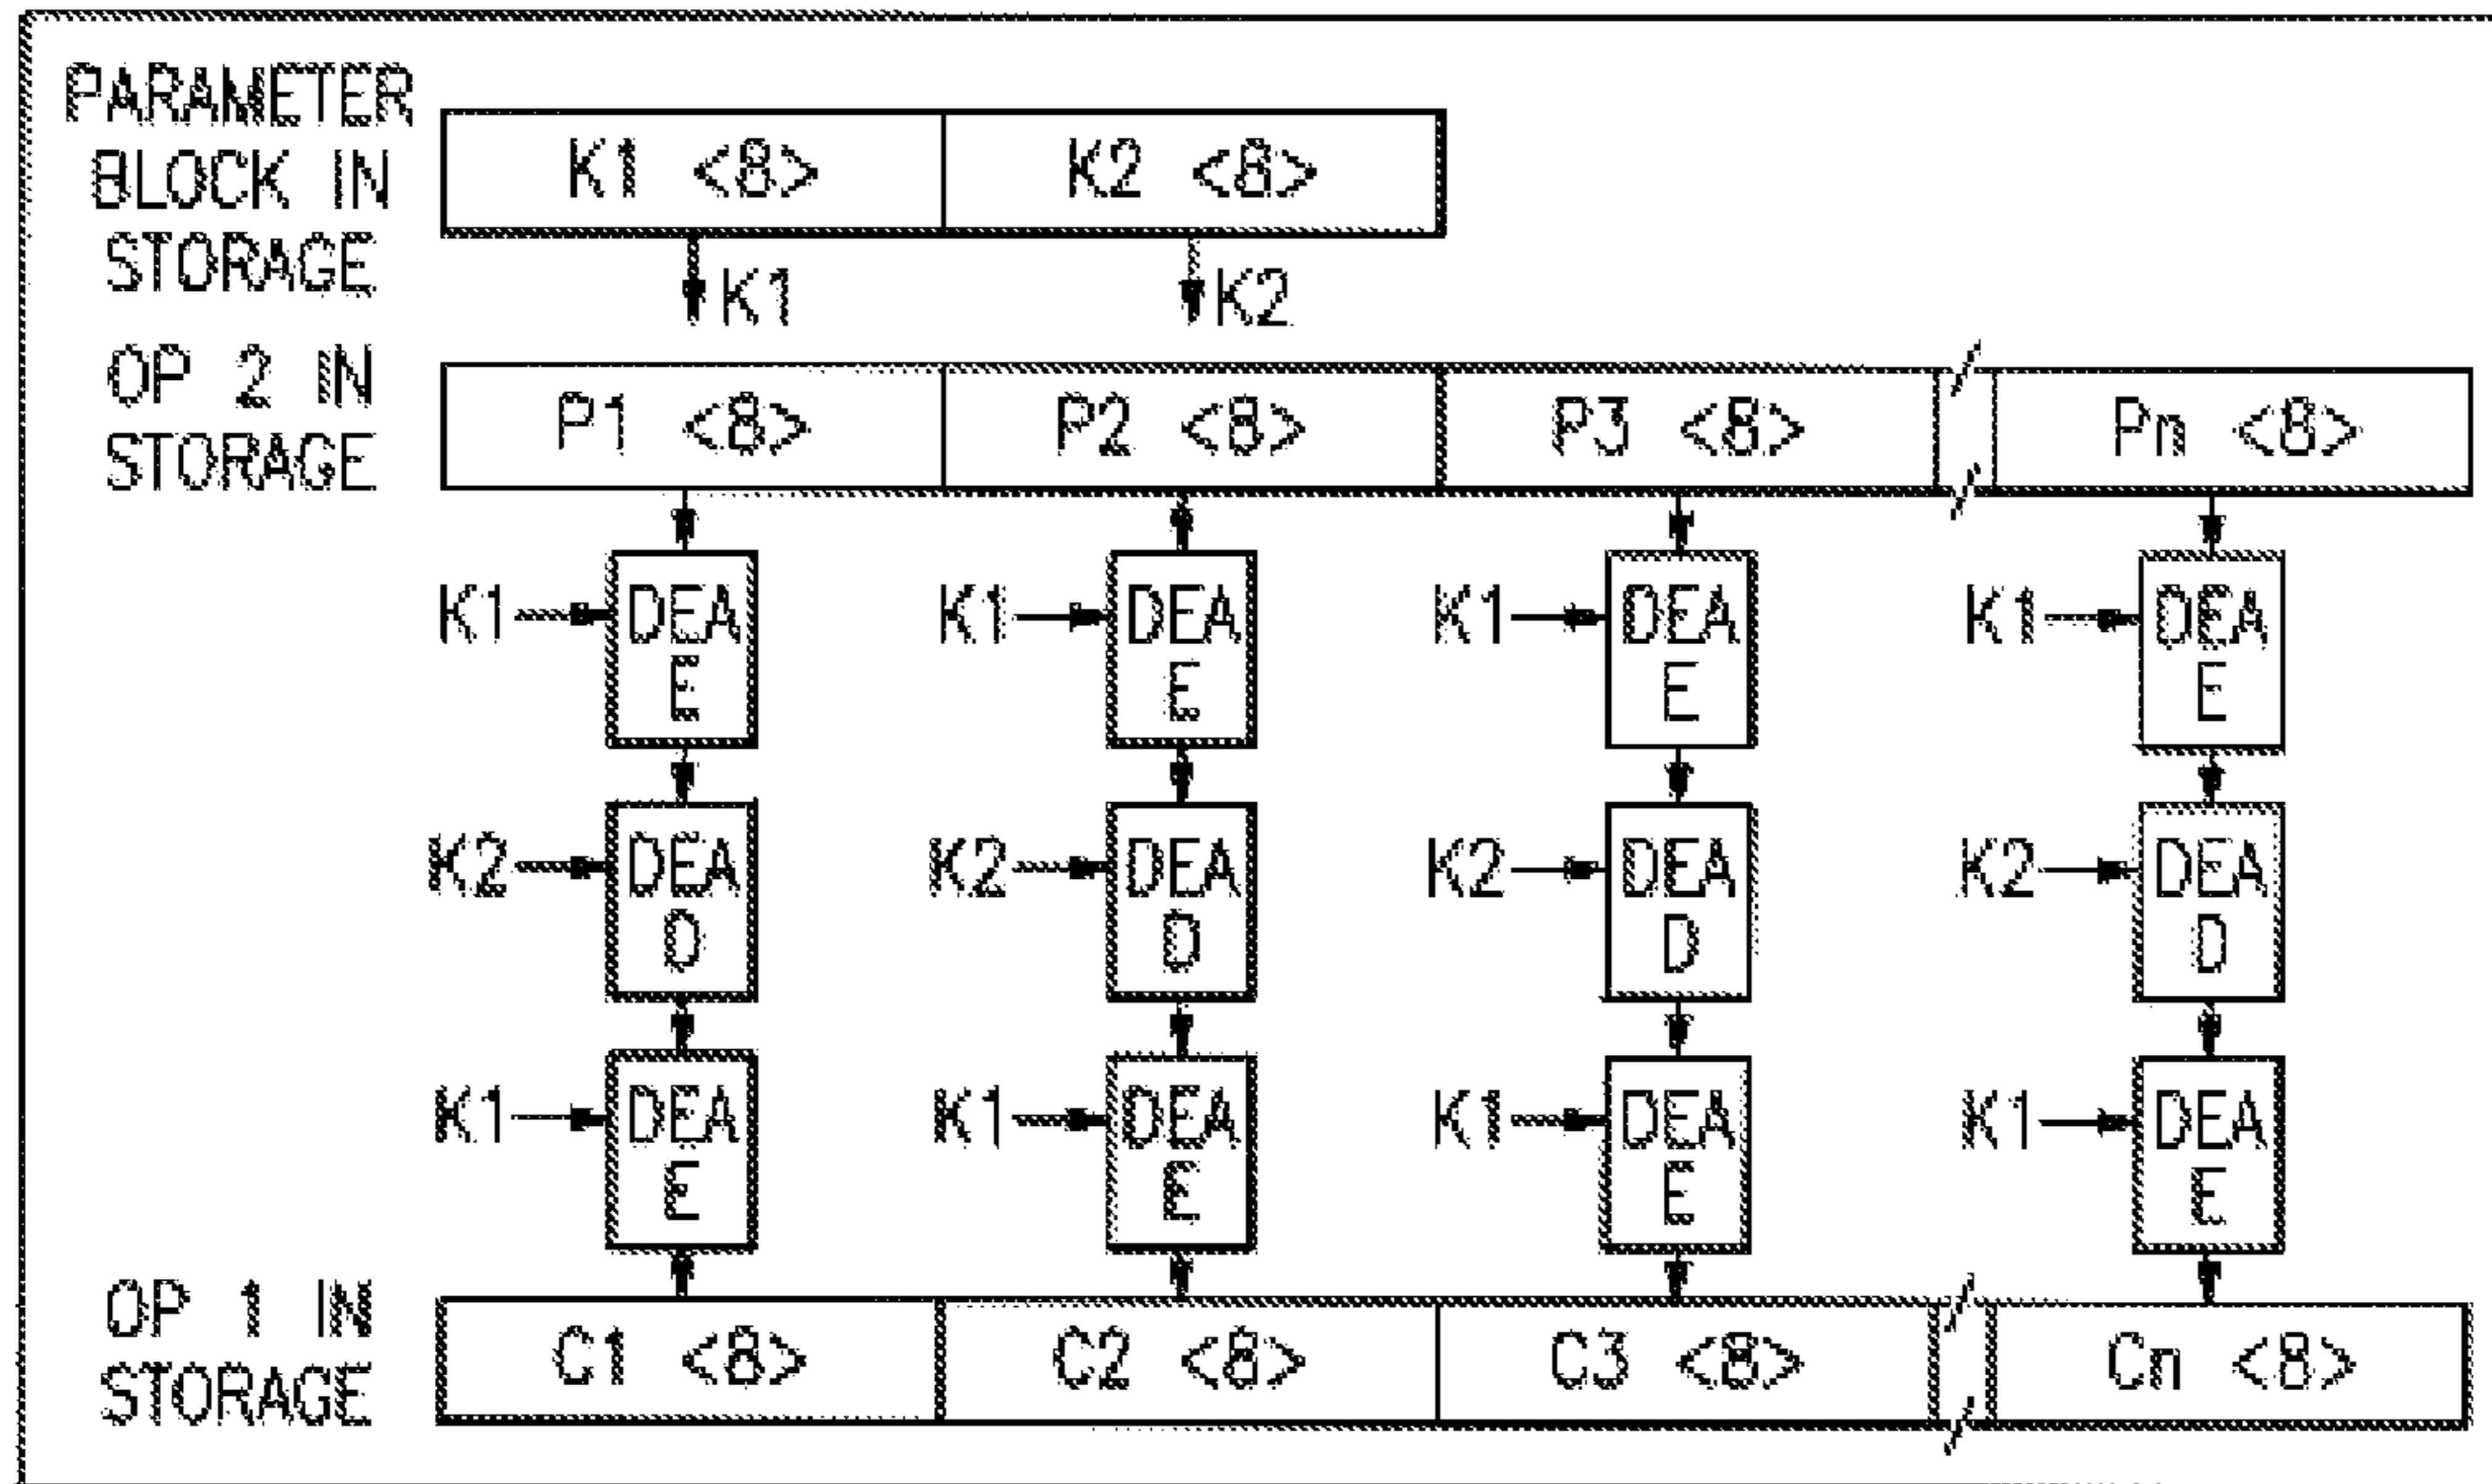 PARAMETER
BLOCK IN
STORAGE
K1 <8> K2 <8>
K1 K2
OP 2 IN
STORAGE
P1 <8> P2 <8> P3 <8> Pn <8>
K1 DEA K1 DEA K1 DEA K1 DEA
E E E E
K2 DEA K2 DEA K2 DEA K2 DEA
D D D D
K1 DEA K1 DEA K1 DEA K1 DEA
E E E E
OP 1 IN
STORAGE
C1 <8> C2 <8> C3 <8> Cn <8>